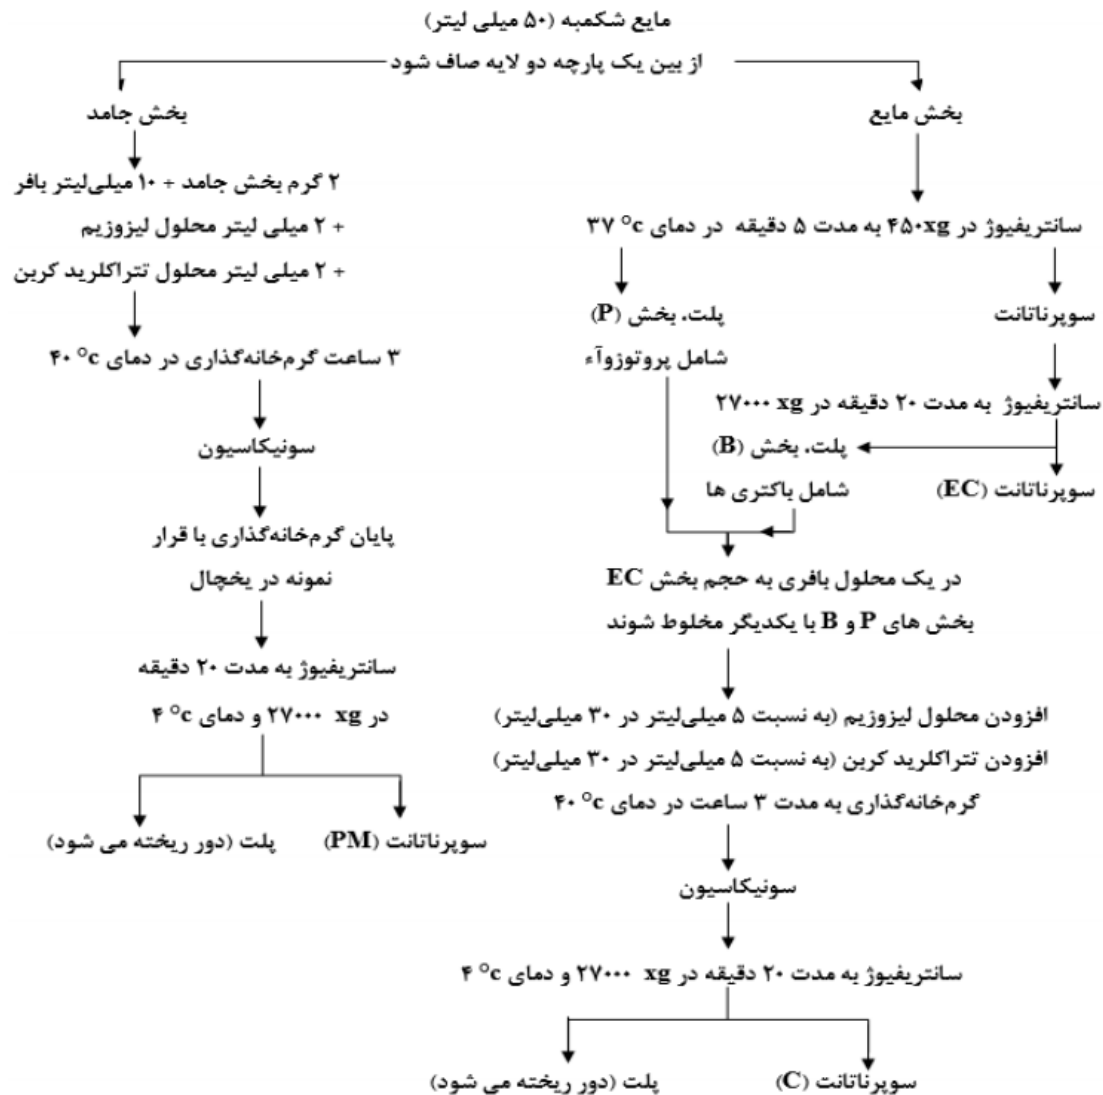 مایع شکمبه (۵۰ میلی لیتر)
از بین یک پارچه دو لایه صاف شود
بخش مایع
سانتریفیوژ در ۴۵۰xg به مدت ۵ دقیقه در دمای ۳۷ °c
سوپرناتانت
پلت، بخش (P)
شامل پروتوزوآء
سانتریفیوژ به مدت ۲۰ دقیقه در ۲۷۰۰۰ xg
پلت، بخش (B)
شامل باکتری ها
سوپرناتانت (EC)
در یک محلول بافری به حجم بخش EC
بخش های P و B با یکدیگر مخلوط شوند
افزودن محلول لیزوزیم (به نسبت ۵ میلی‌لیتر در ۳۰ میلی‌لیتر)
افزودن تتراکلرید کربن (به نسبت ۵ میلی‌لیتر در ۳۰ میلی‌لیتر)
گرم‌خانه‌گذاری به مدت ۳ ساعت در دمای ۴۰ °c
سونیکاسیون
سانتریفیوژ به مدت ۲۰ دقیقه در ۲۷۰۰۰ xg و دمای ۴ °c
سوپرناتانت (C)
پلت (دور ریخته می شود)
بخش جامد
۲ گرم بخش جامد + ۱۰ میلی‌لیتر بافر
+ ۲ میلی لیتر محلول لیزوزیم
+ ۲ میلی لیتر محلول تتراکلرید کربن
۳ ساعت گرم‌خانه‌گذاری در دمای ۴۰ °c
سونیکاسیون
پایان گرم‌خانه‌گذاری با قرار
نمونه در یخچال
سانتریفیوژ به مدت ۲۰ دقیقه
در ۲۷۰۰۰ xg و دمای ۴ °c
سوپرناتانت (PM)
پلت (دور ریخته می شود)